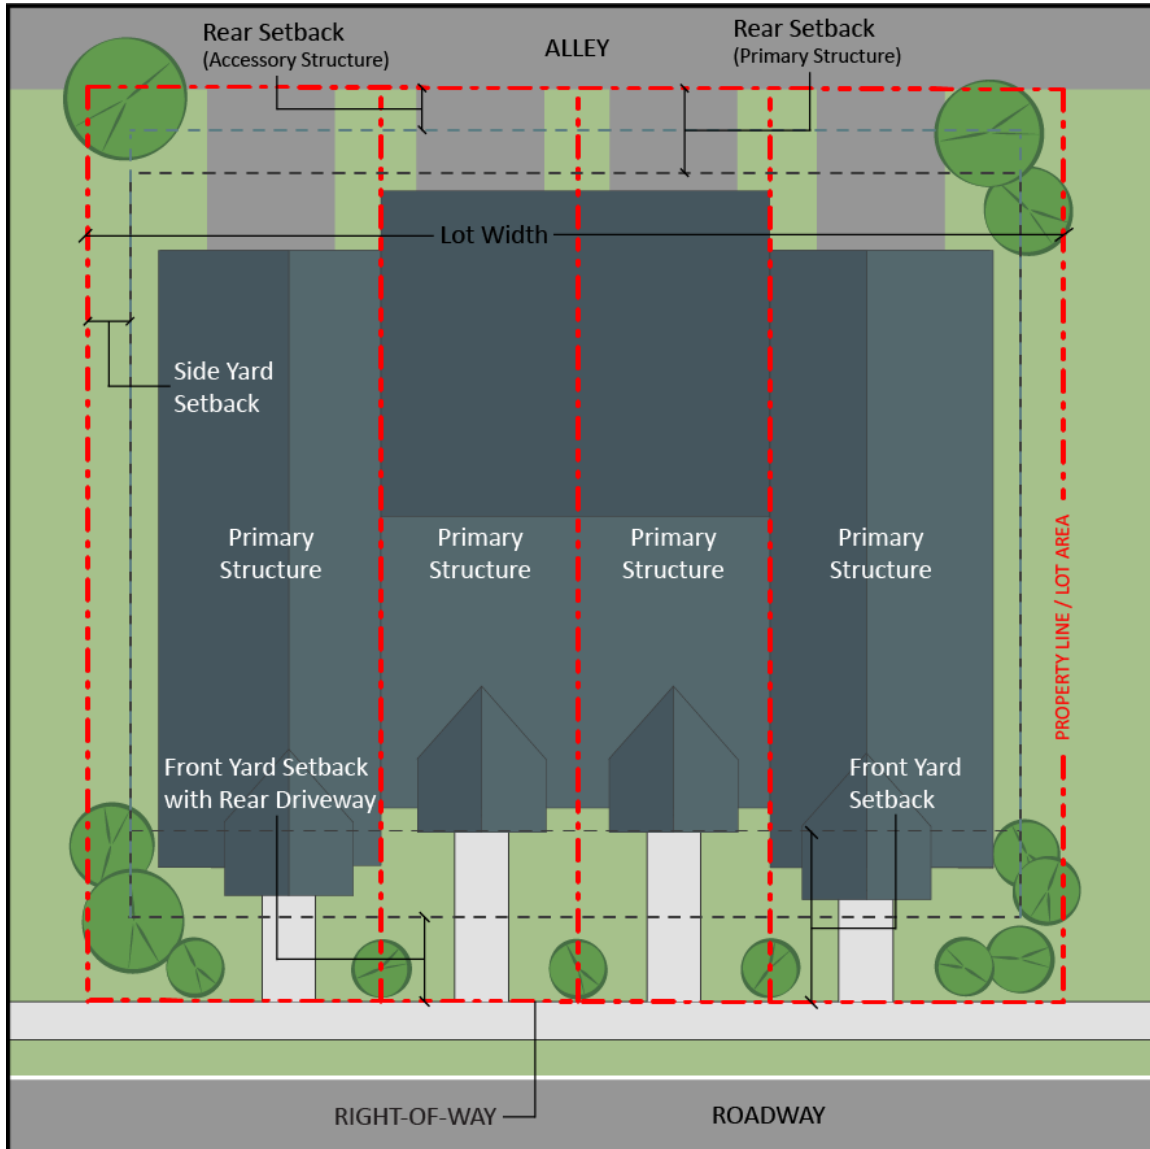 Rear Setback
(Accessory Structure)
ALLEY
Rear Setback
(Primary Structure)
Lot Width
Side Yard
Setback
Primary
Structure
Primary
Structure
Primary
Structure
Primary
Structure
PROPERTY LINE / LOT AREA
Front Yard Setback
with Rear Driveway
Front Yard
Setback
RIGHT-OF-WAY
ROADWAY